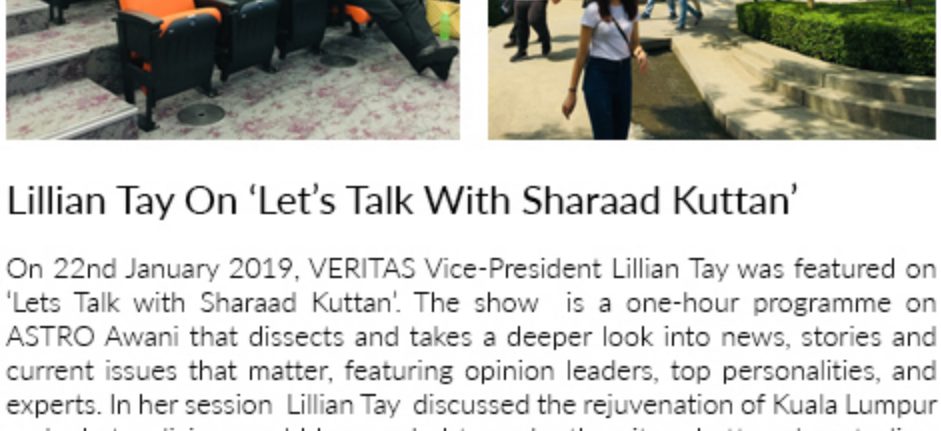 Lillian Tay On ‘Let’s Talk With Sharaad Kuttan’
On 22nd January 2019, VERITAS Vice-President Lillian Tay was featured on
‘Lets Talk with Sharaad Kuttan’. The show is a one-hour programme on
ASTRO Awani that dissects and takes a deeper look into news, stories and
current issues that matter, featuring opinion leaders, top personalities, and
experts. In her session Lillian Tay discussed the rejuvenation of Kuala Lumpur